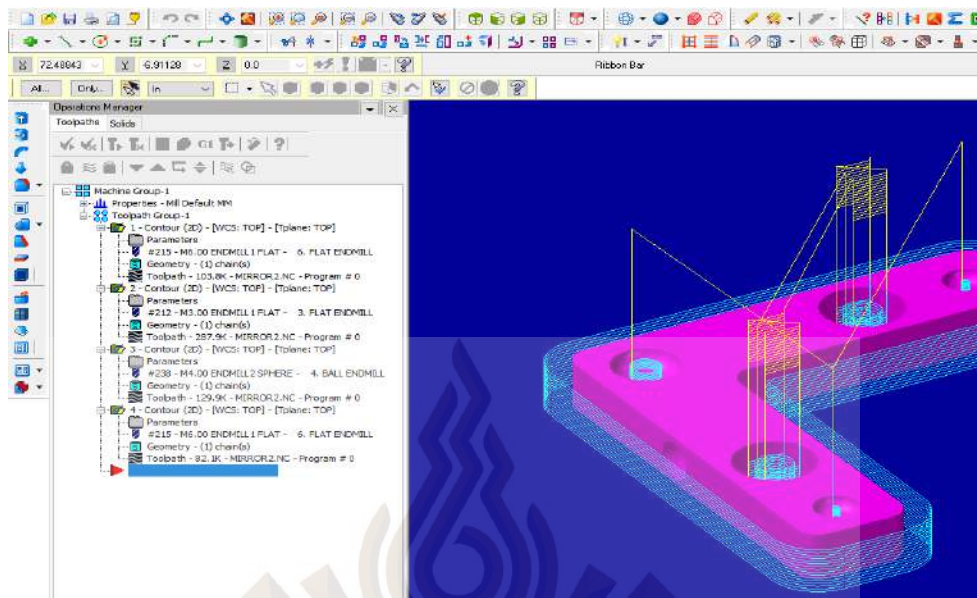 X 72.48843 Y -6.91128 Z 0.0
Ribbon Bar
All... Only... In
Operations Manager
Toolpaths Solids
G1
Machine Group-1
Properties - Mill Default MM
Toolpath Group-1
1 - Contour (2D) - [WCS: TOP] - [Tplane: TOP]
Parameters
#215 - M6.00 ENDMILL1 FLAT - 6. FLAT ENDMILL
Geometry - (1) chain(s)
Toolpath - 103.8K - MIRROR2.NC - Program # 0
2 - Contour (2D) - [WCS: TOP] - [Tplane: TOP]
Parameters
#212 - M3.00 ENDMILL1 FLAT - 3. FLAT ENDMILL
Geometry - (1) chain(s)
Toolpath - 287.9K - MIRROR2.NC - Program # 0
3 - Contour (2D) - [WCS: TOP] - [Tplane: TOP]
Parameters
#238 - M4.00 ENDMILL2 SPHERE - 4. BALL ENDMILL
Geometry - (1) chain(s)
Toolpath - 129.9K - MIRROR2.NC - Program # 0
4 - Contour (2D) - [WCS: TOP] - [Tplane: TOP]
Parameters
#215 - M6.00 ENDMILL1 FLAT - 6. FLAT ENDMILL
Geometry - (1) chain(s)
Toolpath - 82.1K - MIRROR2.NC - Program # 0